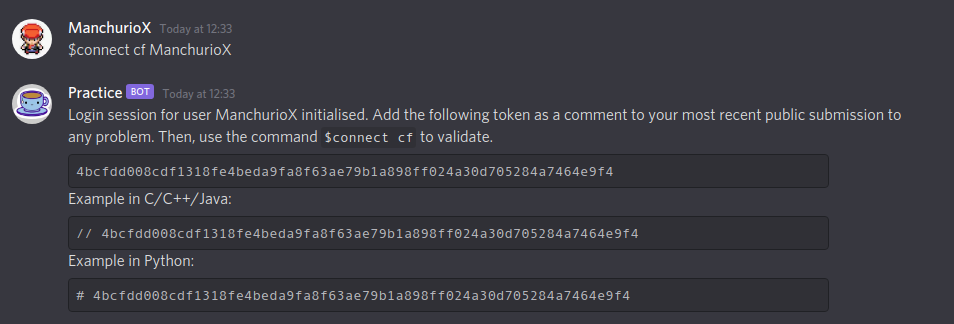 ManchurioX Today at 12:33
$connect cf ManchurioX
Practice BOT Today at 12:33
Login session for user ManchurioX initialised. Add the following token as a comment to your most recent public submission to
any problem. Then, use the command $connect cf to validate.
4bcfdd008cdf1318fe4beda9fa8f63ae79b1a898ff024a30d705284a7464e9f4
Example in C/C++/Java:
// 4bcfdd008cdf1318fe4beda9fa8f63ae79b1a898ff024a30d705284a7464e9f4
Example in Python:
# 4bcfdd008cdf1318fe4beda9fa8f63ae79b1a898ff024a30d705284a7464e9f4